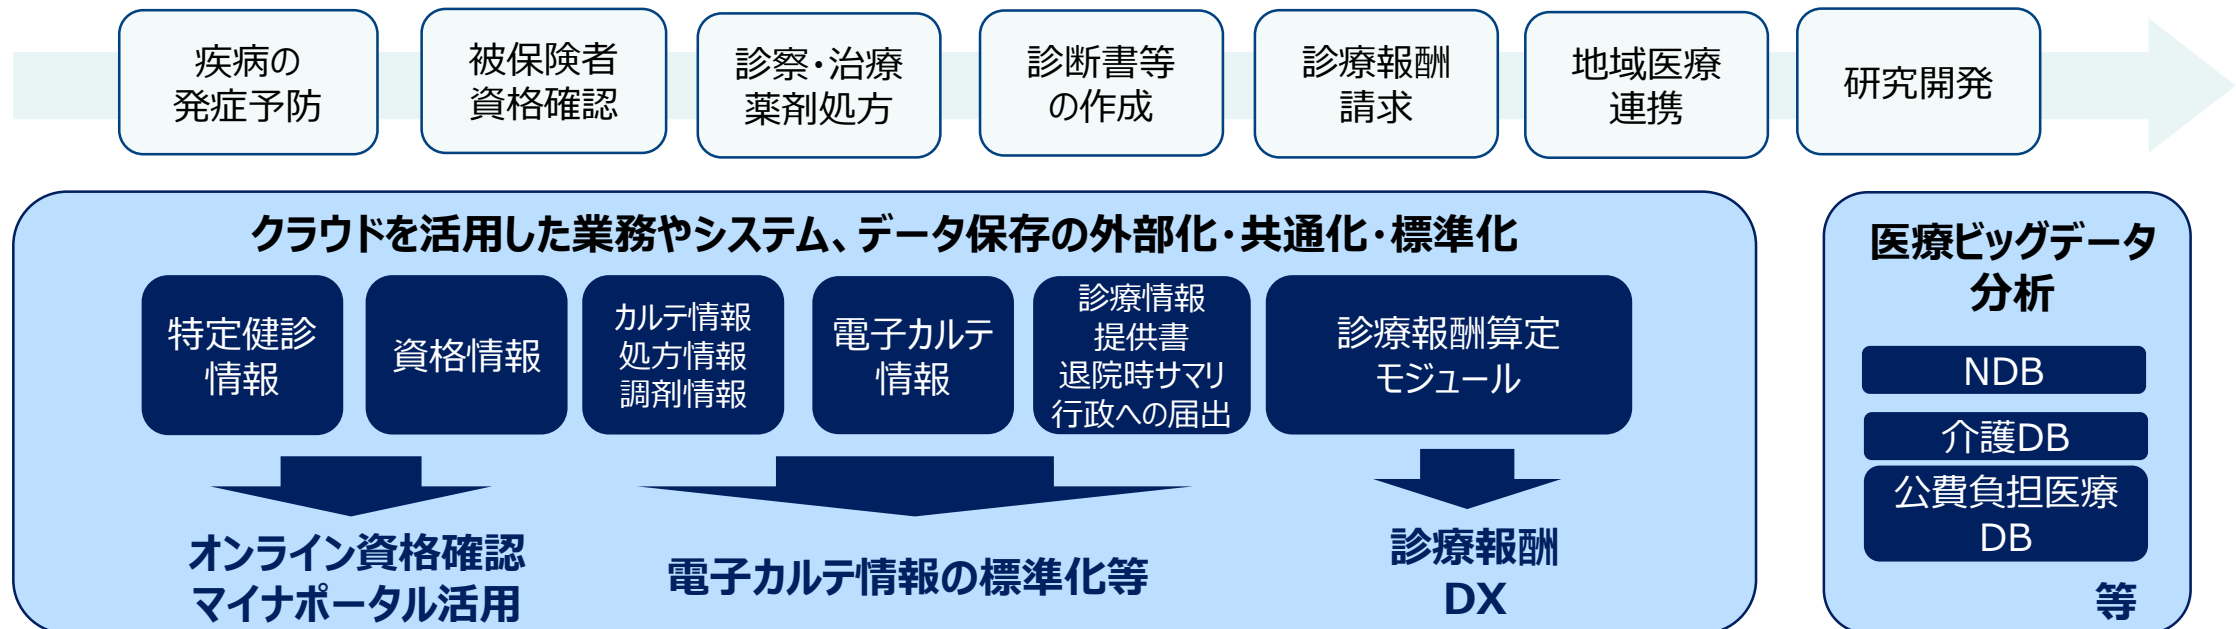 疾病の
発症予防
被保険者
資格確認
診察・治療
薬剤処方
診断書等
の作成
診療報酬
請求
地域医療
連携
研究開発
クラウドを活用した業務やシステム、データ保存の外部化・共通化・標準化
特定健診
情報
資格情報
カルテ情報
処方情報
調剤情報
電子カルテ
情報
診療情報
提供書
退院時サマリ
行政への届出
診療報酬算定
モジュール
オンライン資格確認
マイナポータル活用
電子カルテ情報の標準化等
診療報酬
DX
医療ビッグデータ
分析
NDB
介護DB
公費負担医療
DB
等